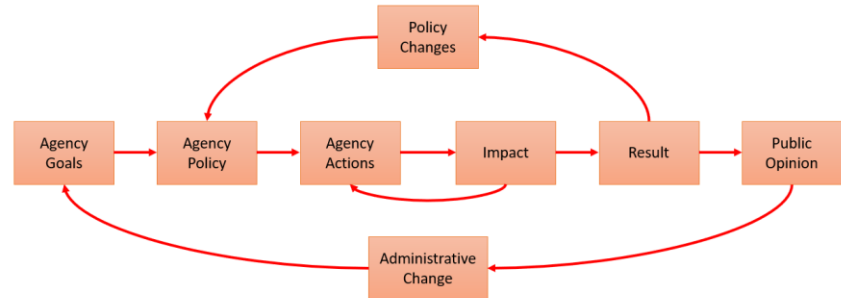 Policy
Changes
Agency
Goals
Agency
Policy
Agency
Actions
Impact
Result
Public
Opinion
Administrative
Change